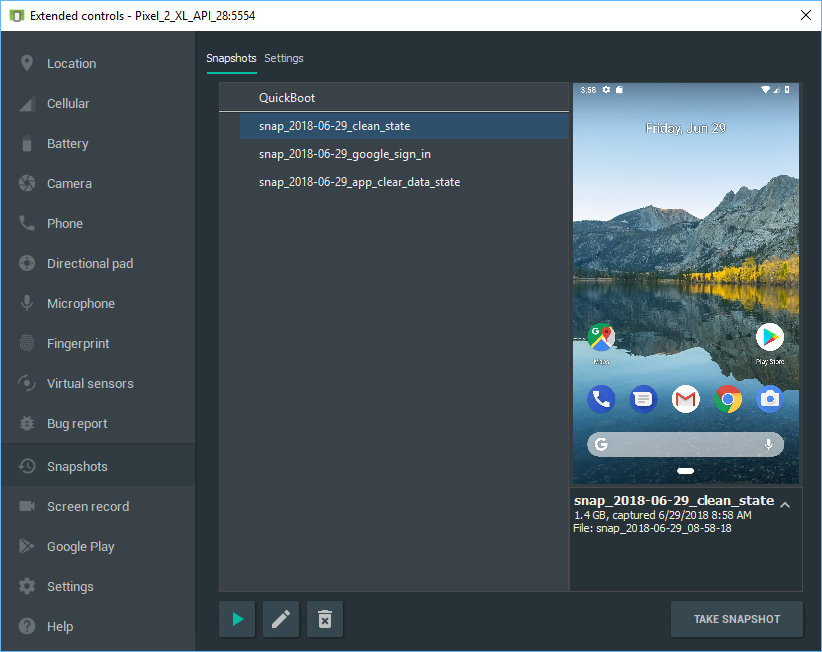 Extended controls - Pixel_2_XL_API_28:5554
Location
Cellular
Battery
Camera
Phone
Directional pad
Microphone
Fingerprint
Virtual sensors
Bug report
Snapshots
Screen record
Google Play
Settings
Help
Snapshots Settings
QuickBoot
snap_2018-06-29_clean_state
snap_2018-06-29_google_sign_in
snap_2018-06-29_app_clear_data_state
3:58
Friday, Jun 29
Maps
Play Store
G
snap_2018-06-29_clean_state
1.4 GB, captured 6/29/2018 8:58 AM
File: snap_2018-06-29_08-58-18
TAKE SNAPSHOT